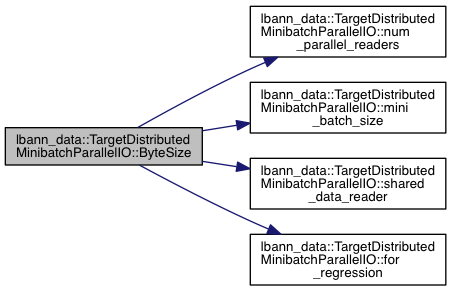 lbann_data::TargetDistributed
MinibatchParallelIO::num
_parallel_readers
lbann_data::TargetDistributed
MinibatchParallelIO::mini
_batch_size
lbann_data::TargetDistributed
MinibatchParallelIO::ByteSize
lbann_data::TargetDistributed
MinibatchParallelIO::shared
_data_reader
lbann_data::TargetDistributed
MinibatchParallelIO::for
_regression